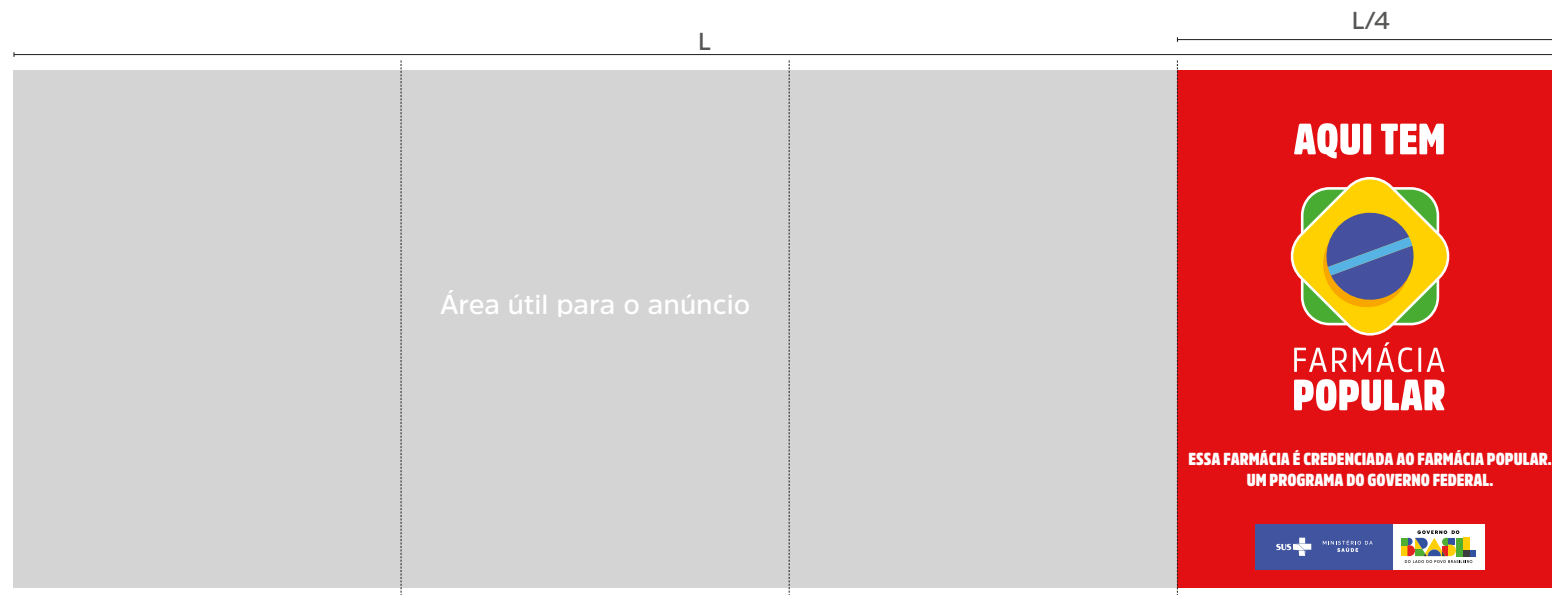 L/4
L
AQUI TEM
Área útil para o anúncio
FARMÁCIA
POPULAR
ESSA FARMÁCIA É CREDENCIADA AO FARMÁCIA POPULAR.
UM PROGRAMA DO GOVERNO FEDERAL.
SUS
MINISTÉRIO DA
SAÚDE
GOVERNO DO
BRASIL
DO LADO DO POVO BRASILEIRO